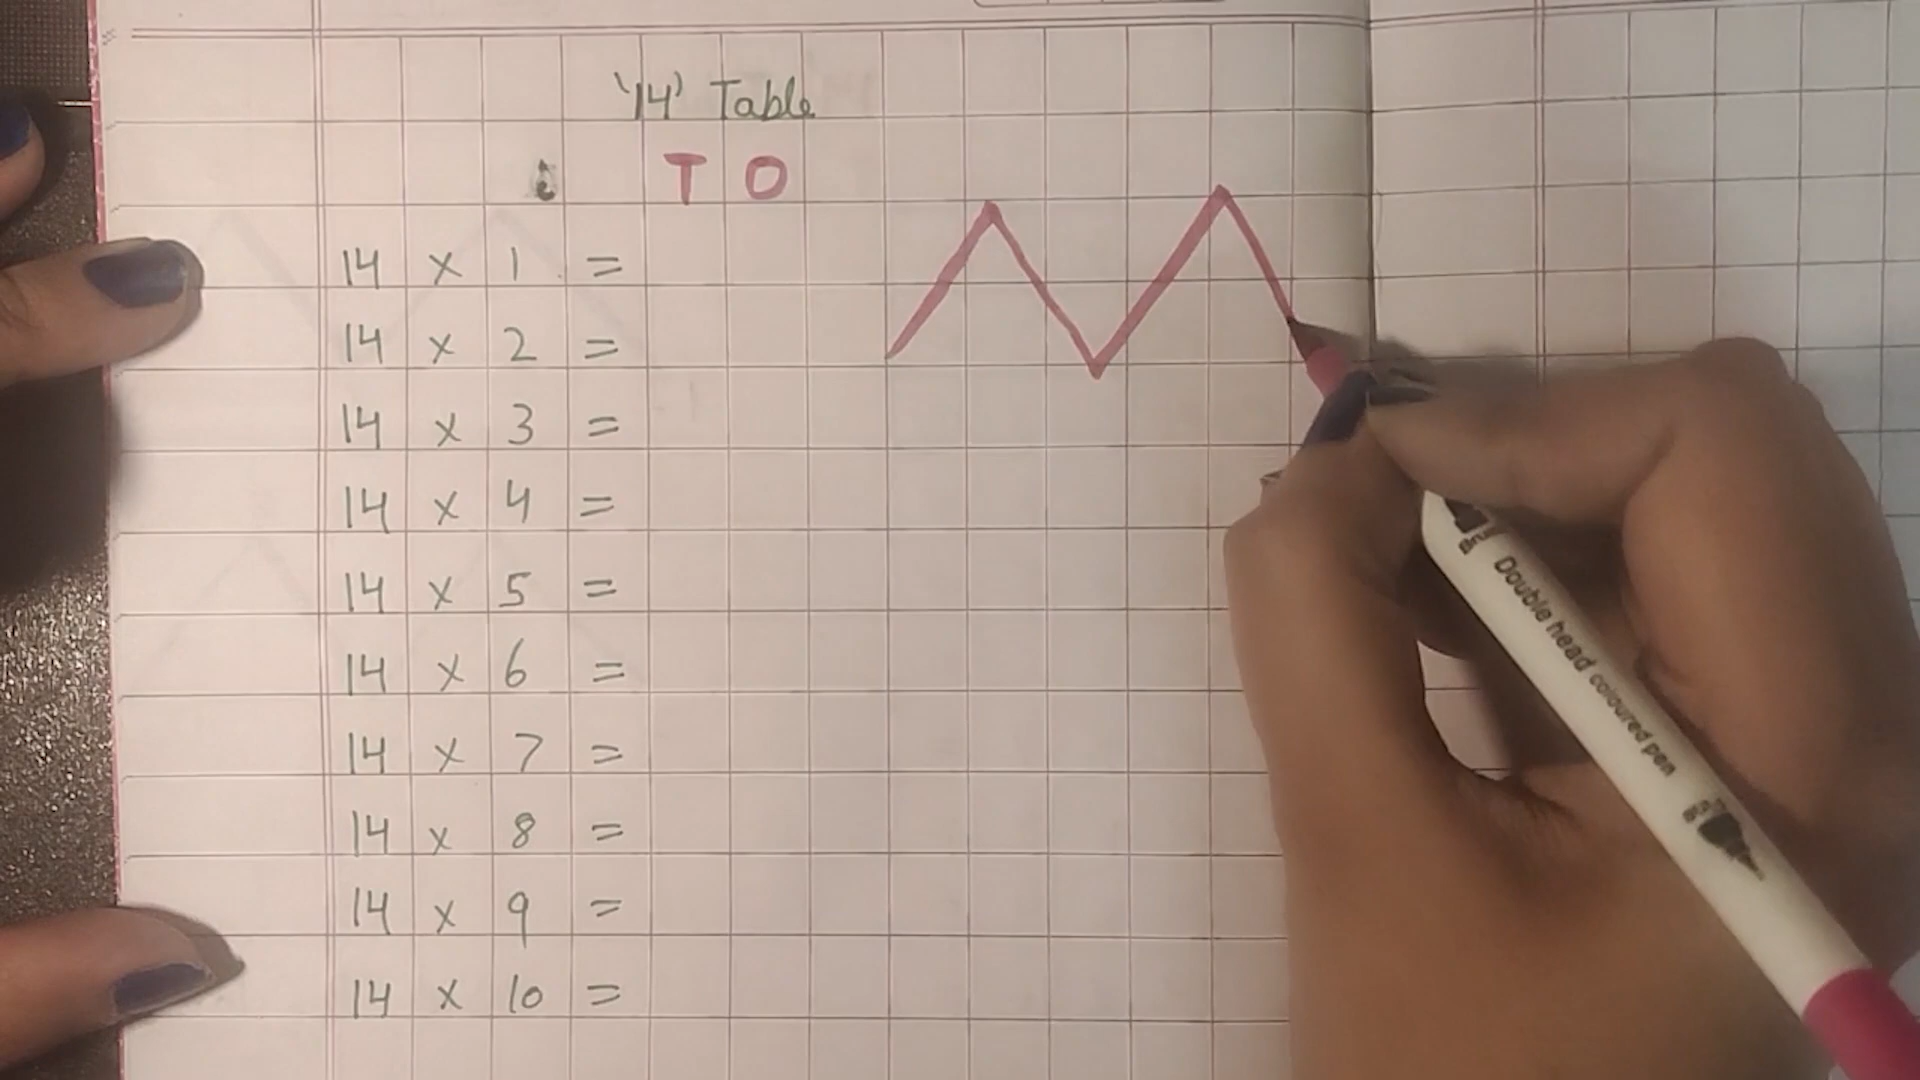 '14' Table
T O
14 × 1 =
14 × 2 =
14 × 3 =
14 × 4 =
14 × 5 =
14 × 6 =
14 × 7 =
14 × 8 =
14 × 9 =
14 × 10 =
Double head coloured pen